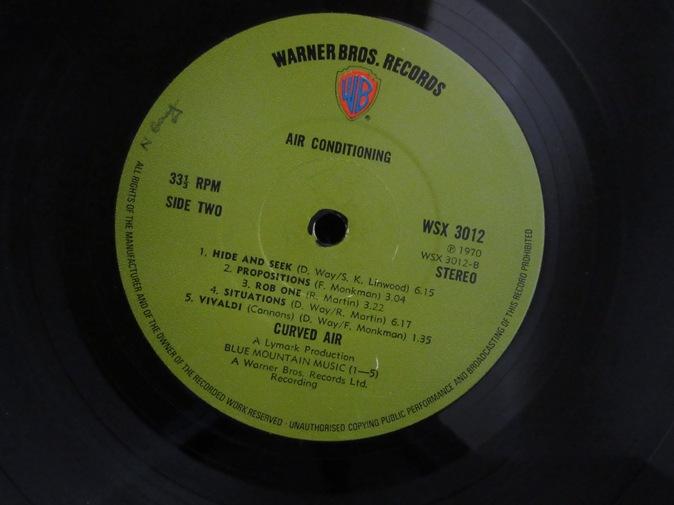 WARNER BROS. RECORDS
WB
®
AIR CONDITIONING
33⅓ RPM
SIDE TWO
WSX 3012
℗ 1970
WSX 3012-B
STEREO
1. HIDE AND SEEK (D. Way/S. K. Linwood) 6.15
2. PROPOSITIONS (F. Monkman) 3.04
3. ROB ONE (R. Martin) 3.22
4. SITUATIONS (D. Way/R. Martin) 6.17
5. VIVALDI (Cannons) (D. Way/F. Monkman) 1.35
CURVED AIR
A Lymark Production
BLUE MOUNTAIN MUSIC (1—5)
A Warner Bros. Records Ltd.
Recording
ALL RIGHTS OF THE MANUFACTURER AND OF THE OWNER OF THE RECORDED WORK RESERVED · UNAUTHORISED COPYING PUBLIC PERFORMANCE AND BROADCASTING OF THIS RECORD PROHIBITED